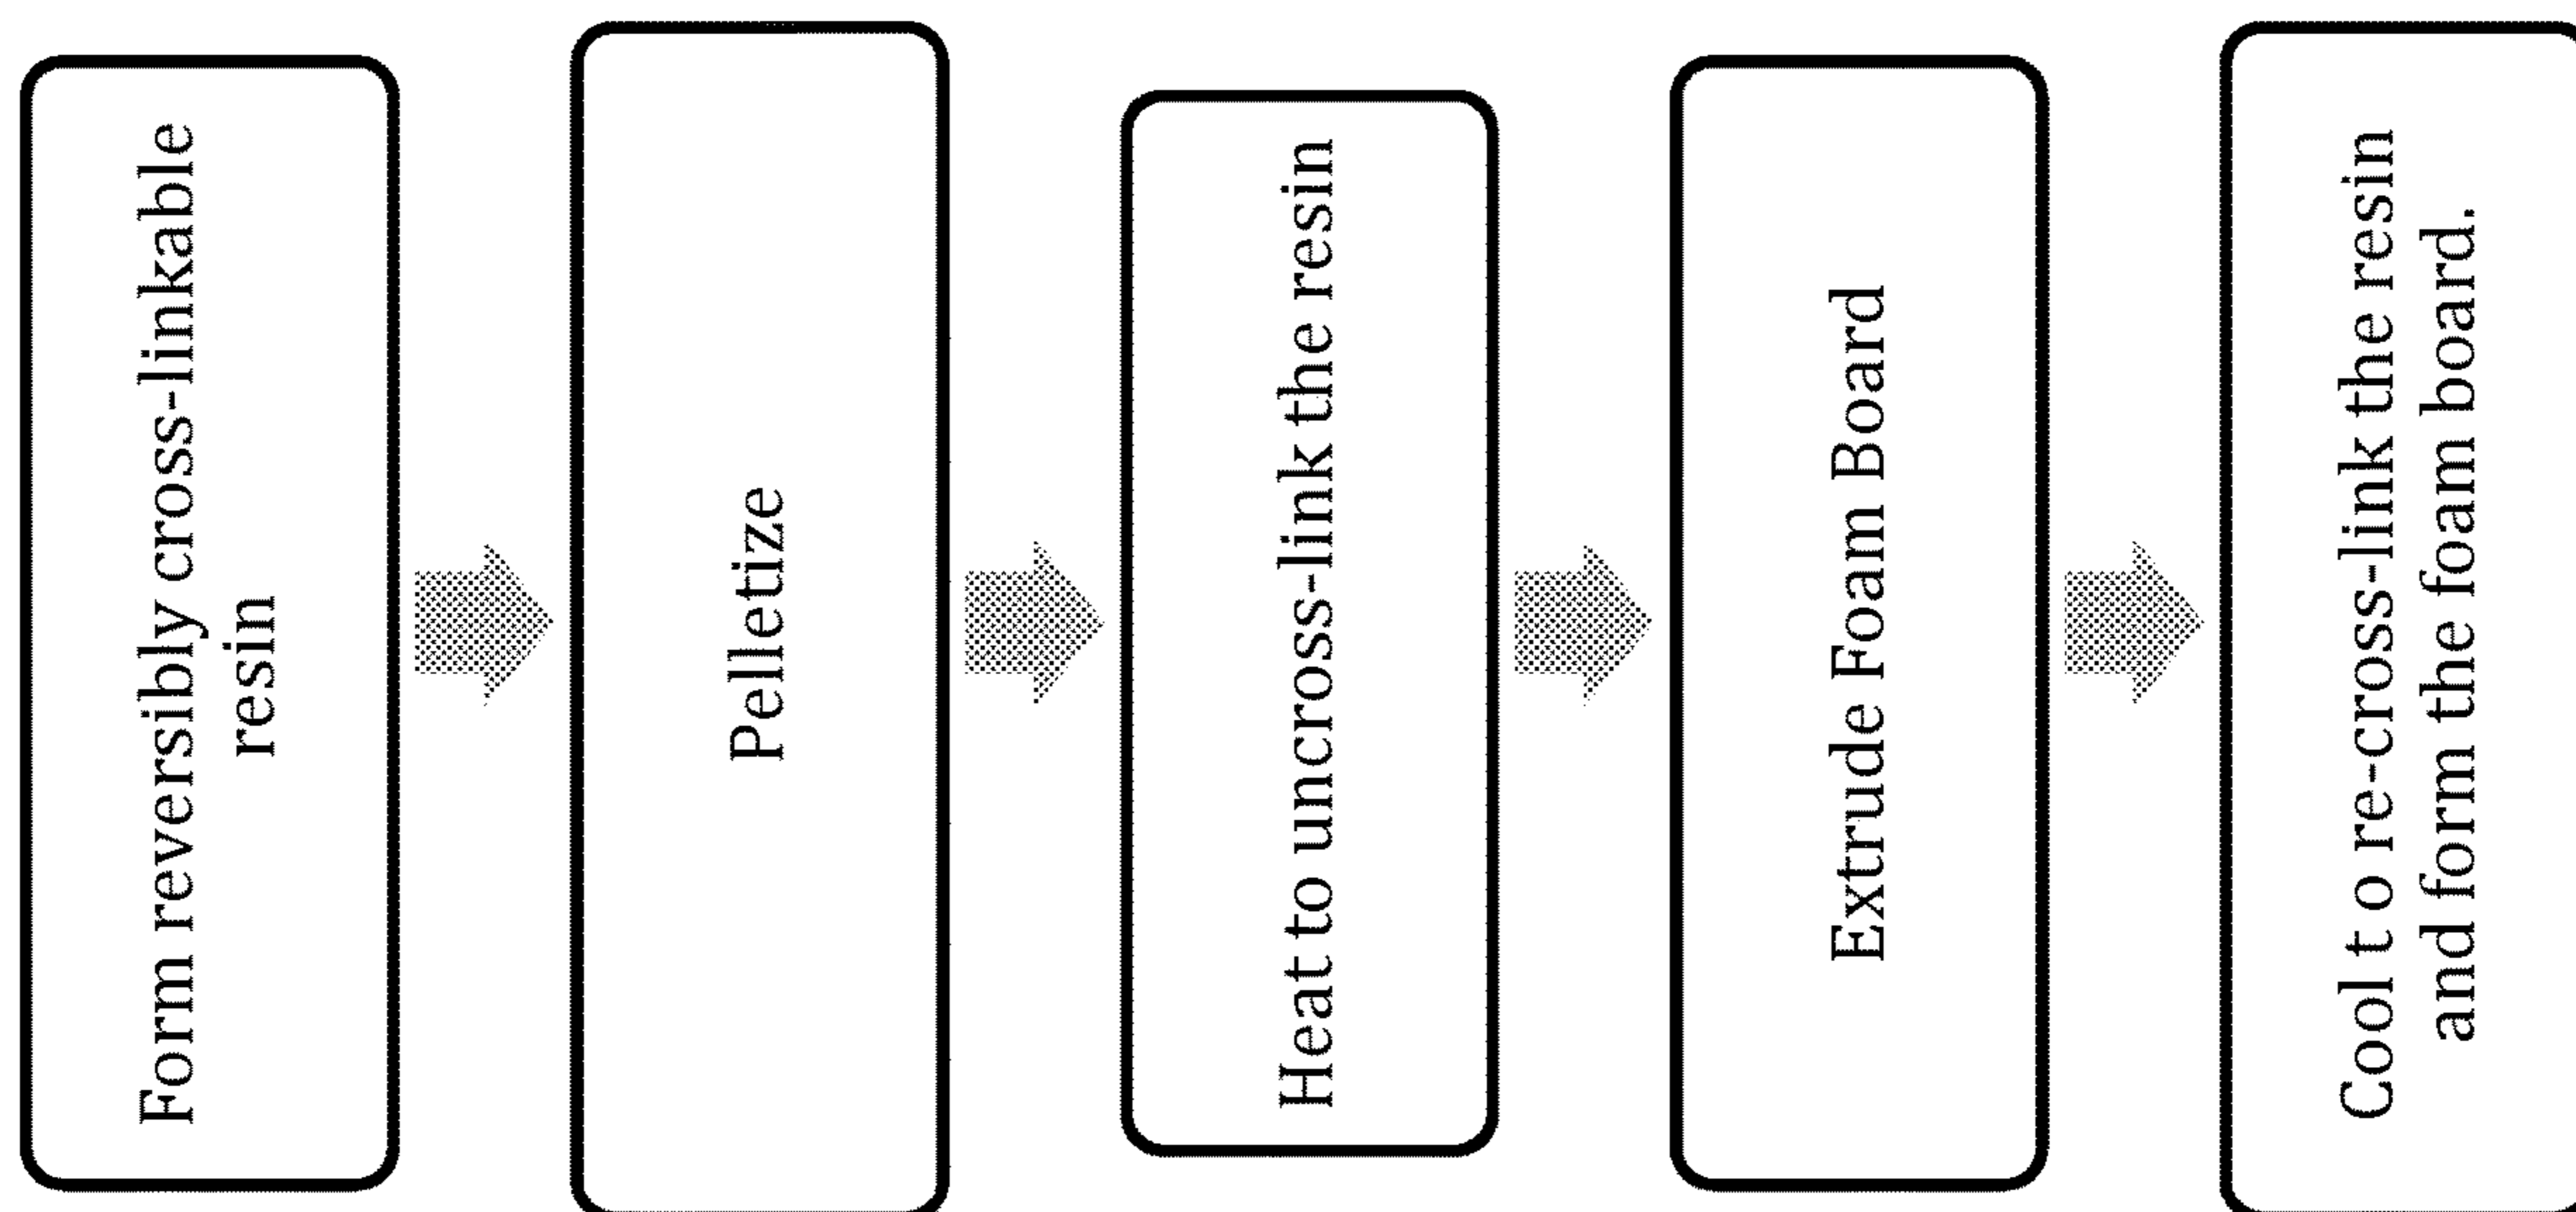 Form reversibly cross-linkable
resin
Pelletize
Heat to uncross-link the resin
Extrude Foam Board
Cool t o re-cross-link the resin
and form the foam board.